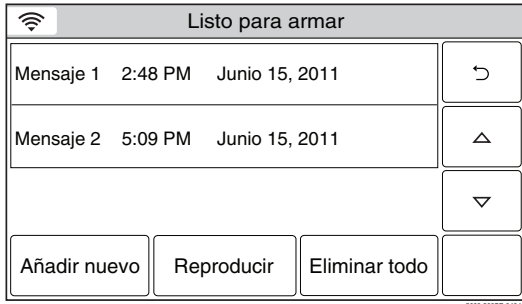 Listo para armar
Mensaje 1 2:48 PM Junio 15, 2011
Mensaje 2 5:09 PM Junio 15, 2011
Añadir nuevo Reproducir Eliminar todo